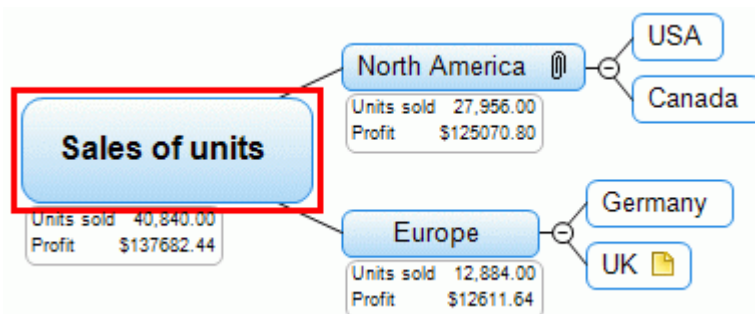 Sales of units
Units sold 40,840.00
Profit $137682.44
North America
Units sold 27,956.00
Profit $125070.80
USA
Canada
Europe
Units sold 12,884.00
Profit $12611.64
Germany
UK